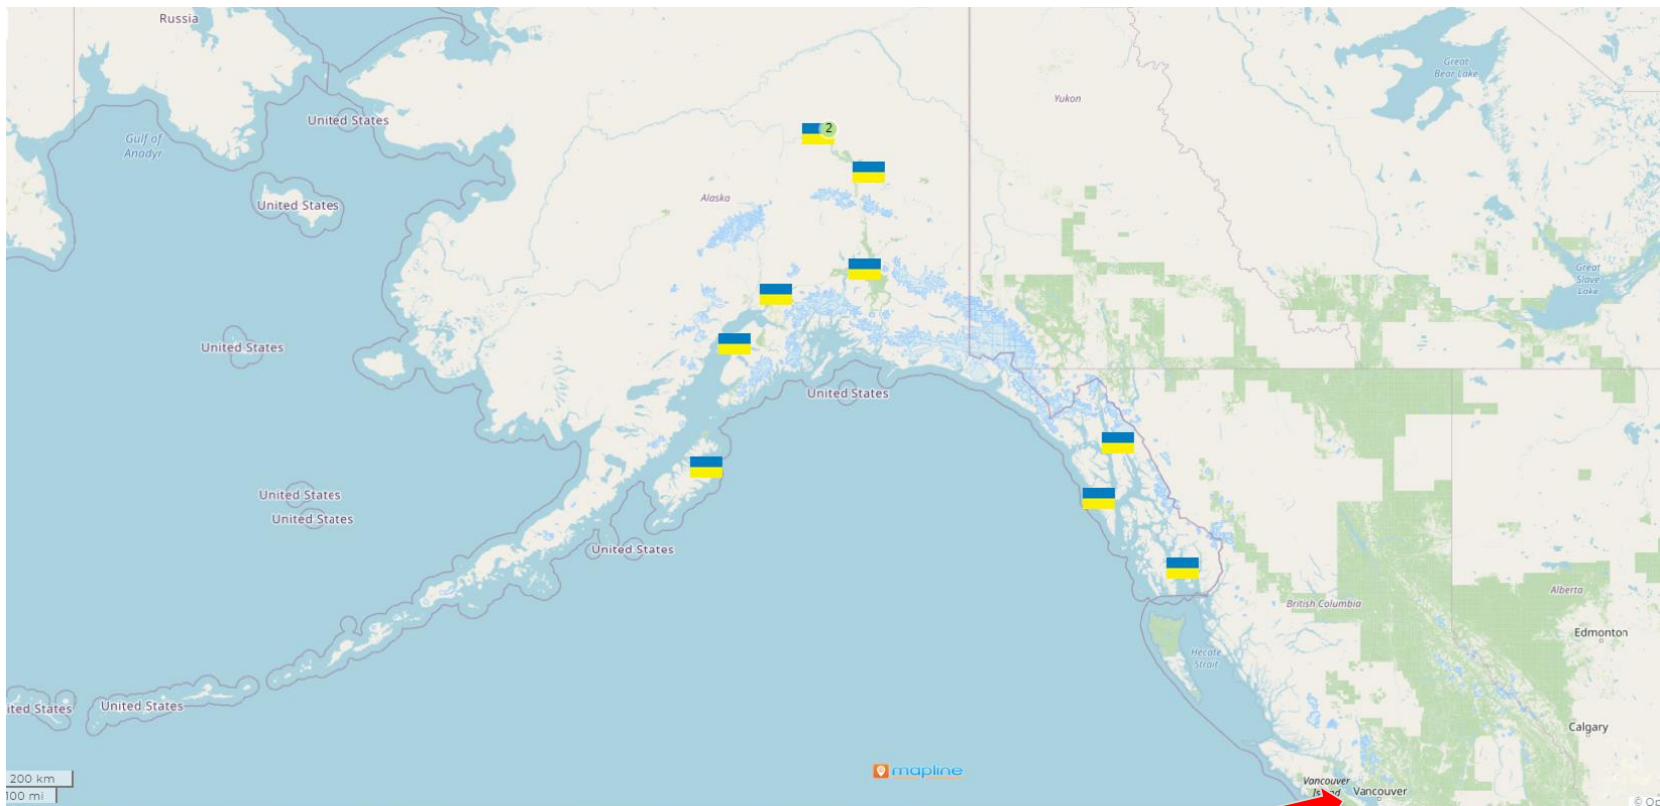 Russia
Great
Bear Lake
Yukon
United States
2
Gulf of
Anadyr
Alaska
United States
Great
Slave
Lake
United States
United States
United States
United States
United States
Alberta
British Columbia
Edmonton
Hecate
Strait
United States
ited States
Calgary
mapline
200 km
100 mi
Vancouver
Vancouver
© Op